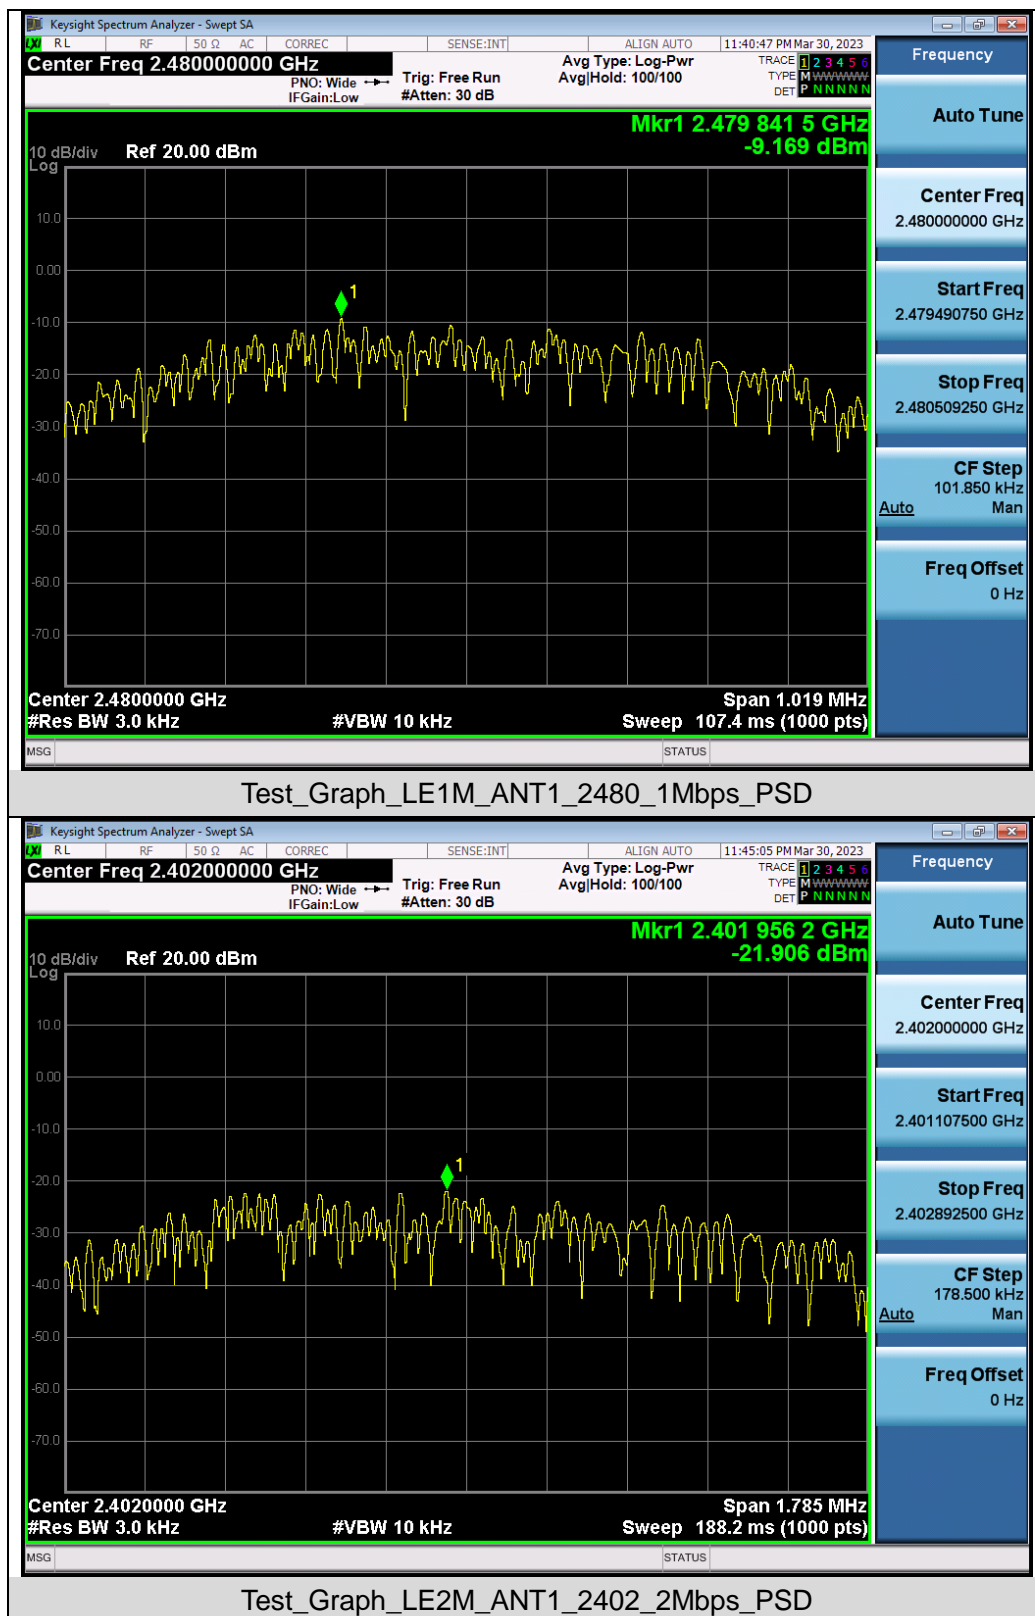 Keysight Spectrum Analyzer - Swept SA
LXI RL RF 50 Ω AC CORREC SENSE:INT ALIGN AUTO 11:40:47 PM Mar 30, 2023
Center Freq 2.480000000 GHz
PNO: Wide
IFGain:Low
Trig: Free Run
#Atten: 30 dB
Avg Type: Log-Pwr
Avg|Hold: 100/100
TRACE 1 2 3 4 5 6
TYPE M WWWWW
DET P N N N N N
Frequency
Mkr1 2.479 841 5 GHz
-9.169 dBm
10 dB/div Ref 20.00 dBm
Log
10.0
0.00
-10.0
-20.0
-30.0
-40.0
-50.0
-60.0
-70.0
1
Center 2.4800000 GHz Span 1.019 MHz
#Res BW 3.0 kHz #VBW 10 kHz Sweep 107.4 ms (1000 pts)
MSG STATUS
Auto Tune
Center Freq
2.480000000 GHz
Start Freq
2.479490750 GHz
Stop Freq
2.480509250 GHz
CF Step
101.850 kHz
Auto Man
Freq Offset
0 Hz
Test_Graph_LE1M_ANT1_2480_1Mbps_PSD
Keysight Spectrum Analyzer - Swept SA
LXI RL RF 50 Ω AC CORREC SENSE:INT ALIGN AUTO 11:45:05 PM Mar 30, 2023
Center Freq 2.402000000 GHz
PNO: Wide
IFGain:Low
Trig: Free Run
#Atten: 30 dB
Avg Type: Log-Pwr
Avg|Hold: 100/100
TRACE 1 2 3 4 5 6
TYPE M WWWWW
DET P N N N N N
Frequency
Mkr1 2.401 956 2 GHz
-21.906 dBm
10 dB/div Ref 20.00 dBm
Log
10.0
0.00
-10.0
-20.0
-30.0
-40.0
-50.0
-60.0
-70.0
1
Center 2.4020000 GHz Span 1.785 MHz
#Res BW 3.0 kHz #VBW 10 kHz Sweep 188.2 ms (1000 pts)
MSG STATUS
Auto Tune
Center Freq
2.402000000 GHz
Start Freq
2.401107500 GHz
Stop Freq
2.402892500 GHz
CF Step
178.500 kHz
Auto Man
Freq Offset
0 Hz
Test_Graph_LE2M_ANT1_2402_2Mbps_PSD